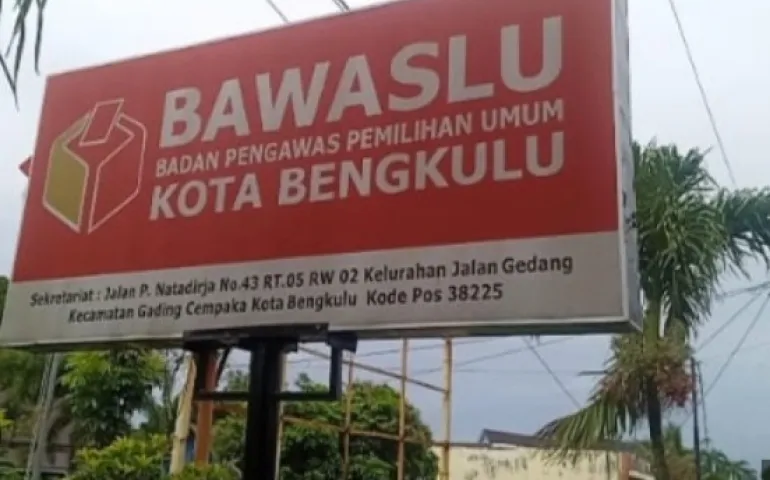 BAWASLU
BADAN PENGAWAS PEMILIHAN UMUM
KOTA BENGKULU
Sekretariat : Jalan P. Natadirja No.43 RT.05 RW 02 Kelurahan Jalan Gedang
Kecamatan Gading Cempaka Kota Bengkulu Kode Pos 38225